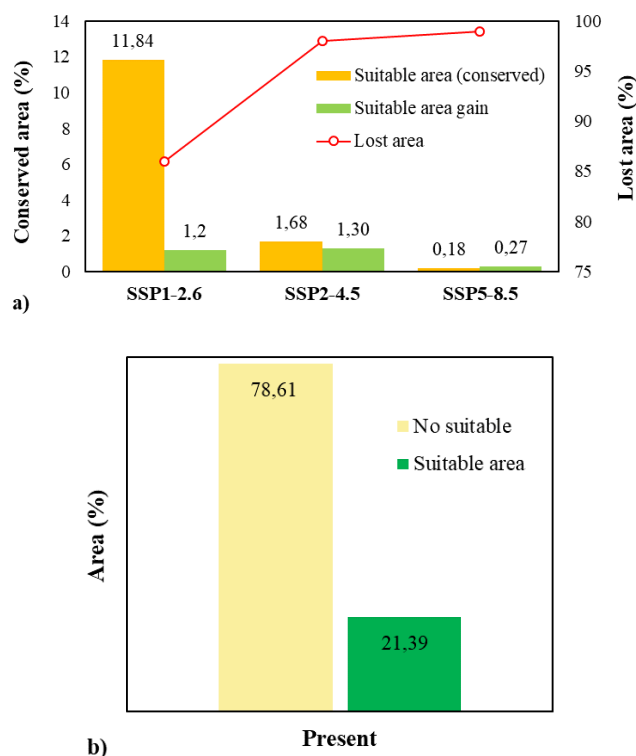 14
12
10
8
6
4
2
0
Conserved area (%)
100
95
90
85
80
75
Lost area (%)
11,84
1,2
1,68
1,30
0,18
0,27
Suitable area (conserved)
Suitable area gain
Lost area
SSP1-2.6
SSP2-4.5
SSP5-8.5
a)
78,61
21,39
No suitable
Suitable area
Area (%)
Present
b)